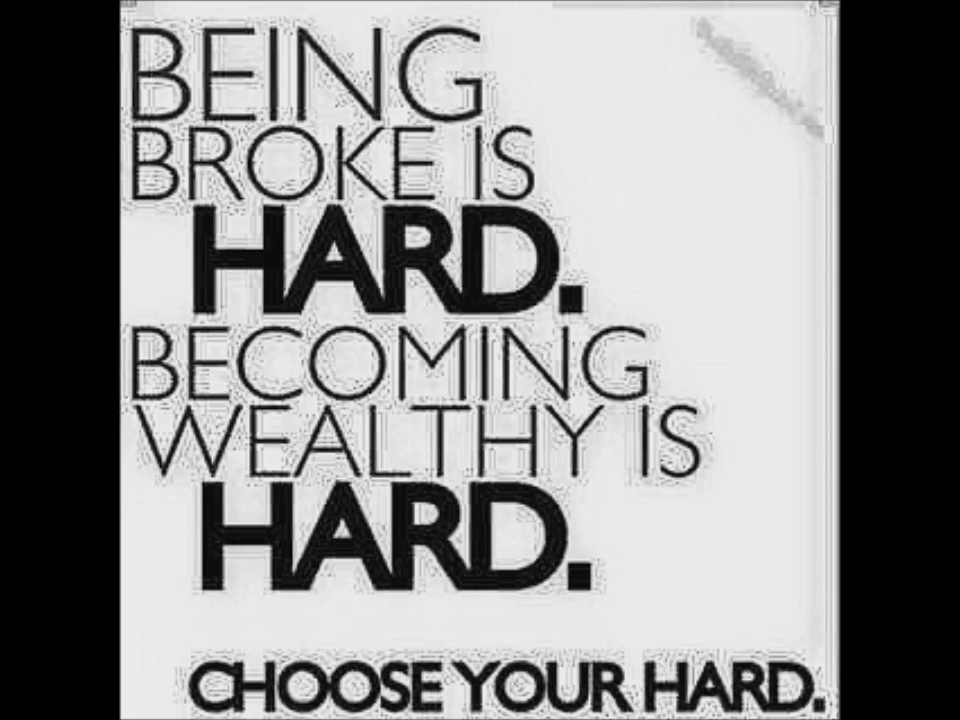 BEING
BROKE IS
HARD.
BECOMING
WEALTHY IS
HARD.
CHOOSE YOUR HARD.